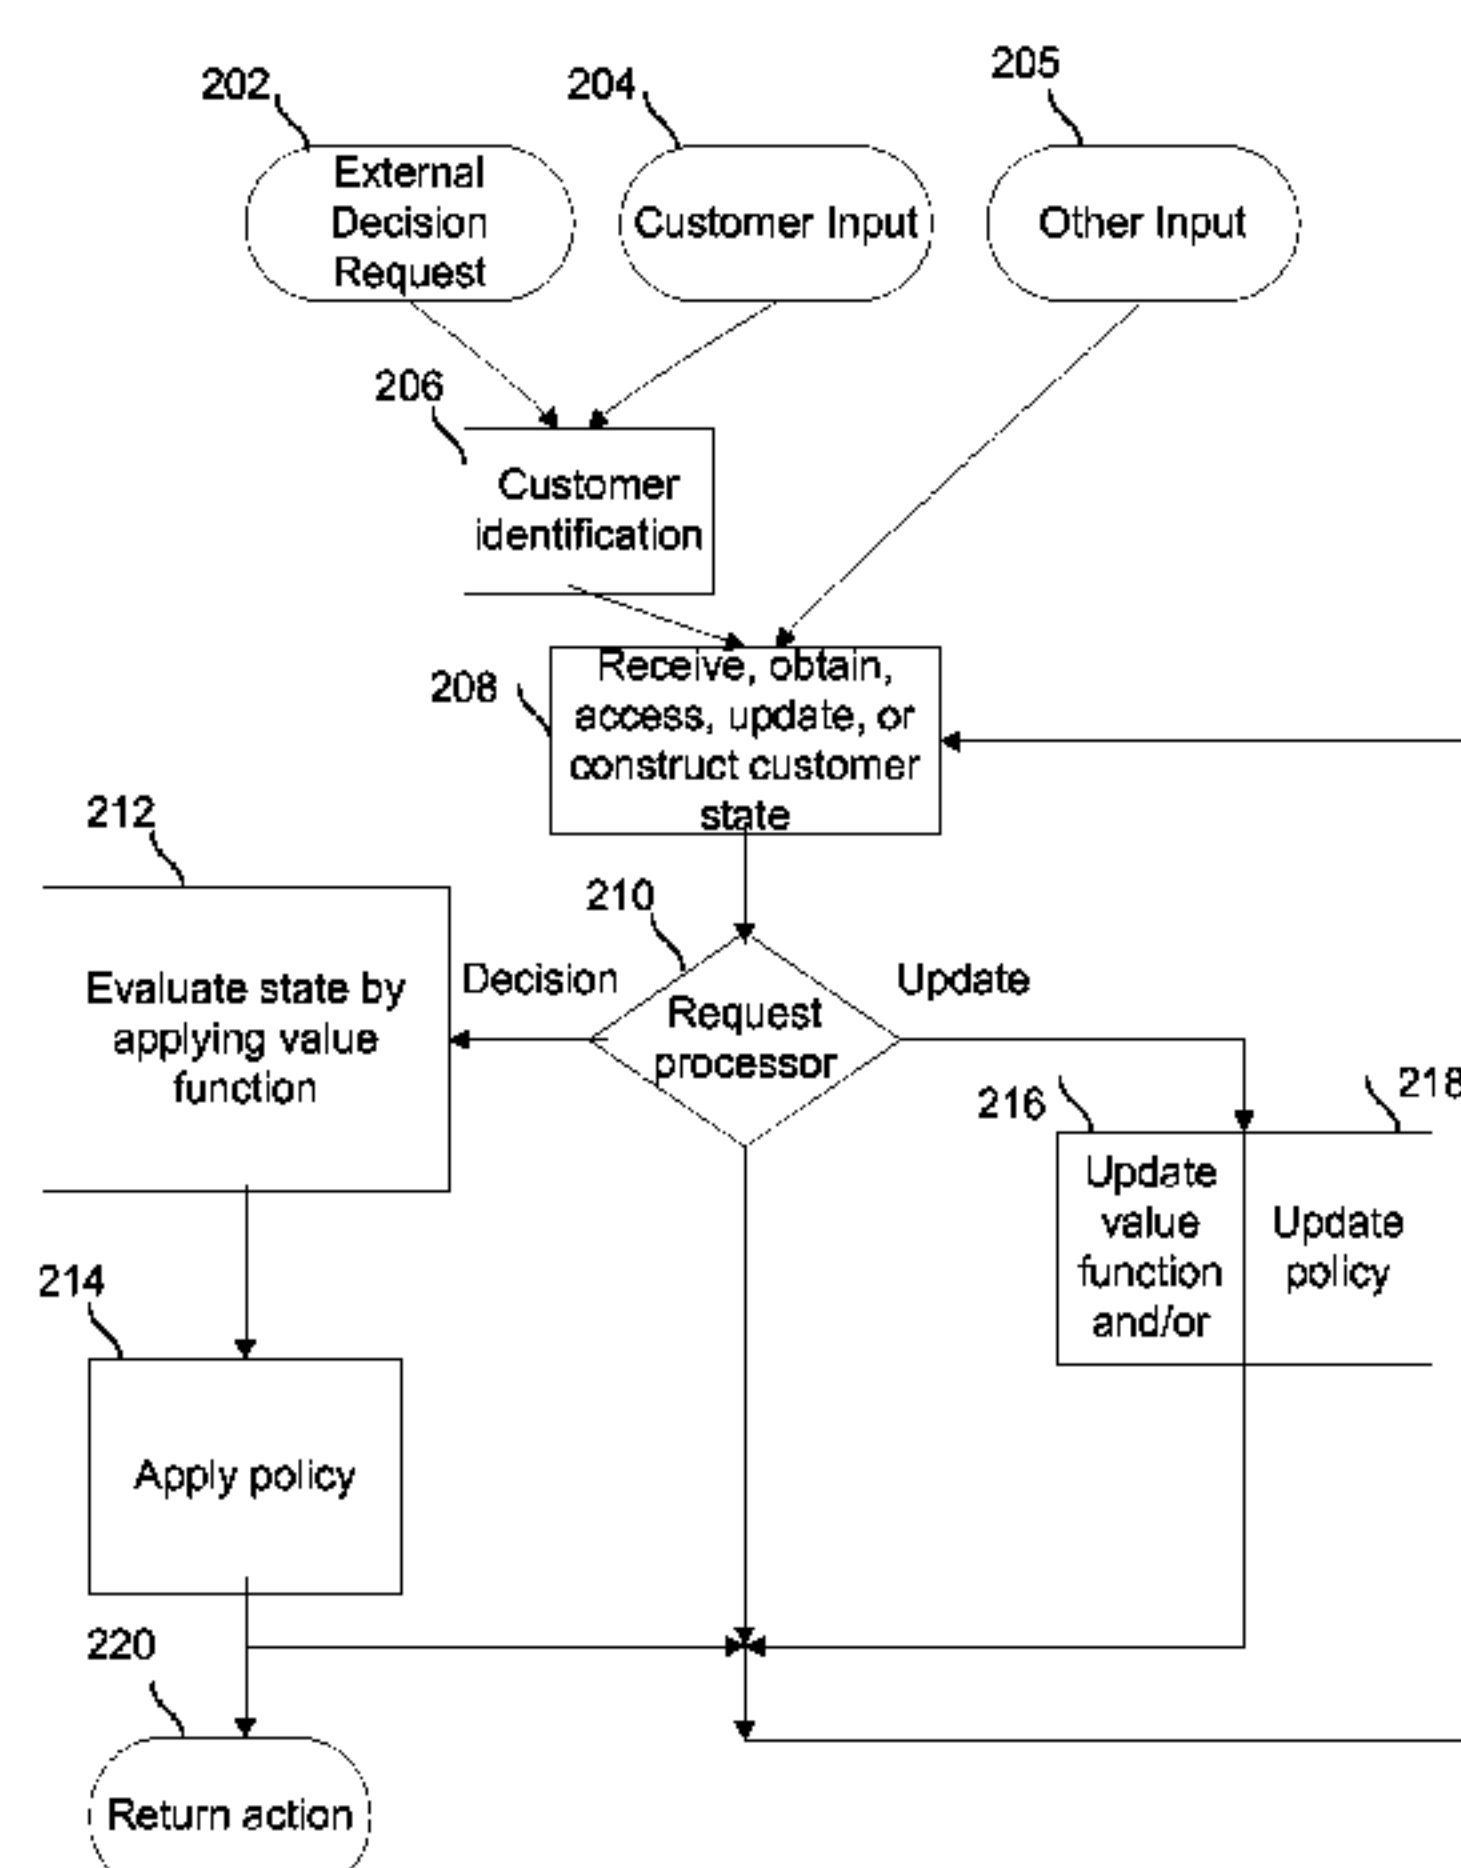 202
204
205
External
Decision
Request
Customer Input
Other Input
206
Customer
identification
208
Receive, obtain,
access, update, or
construct customer
state
212
210
Evaluate state by
applying value
function
Decision
Request
processor
Update
216
218
Update
value
function
and/or
Update
policy
214
Apply policy
220
Return action